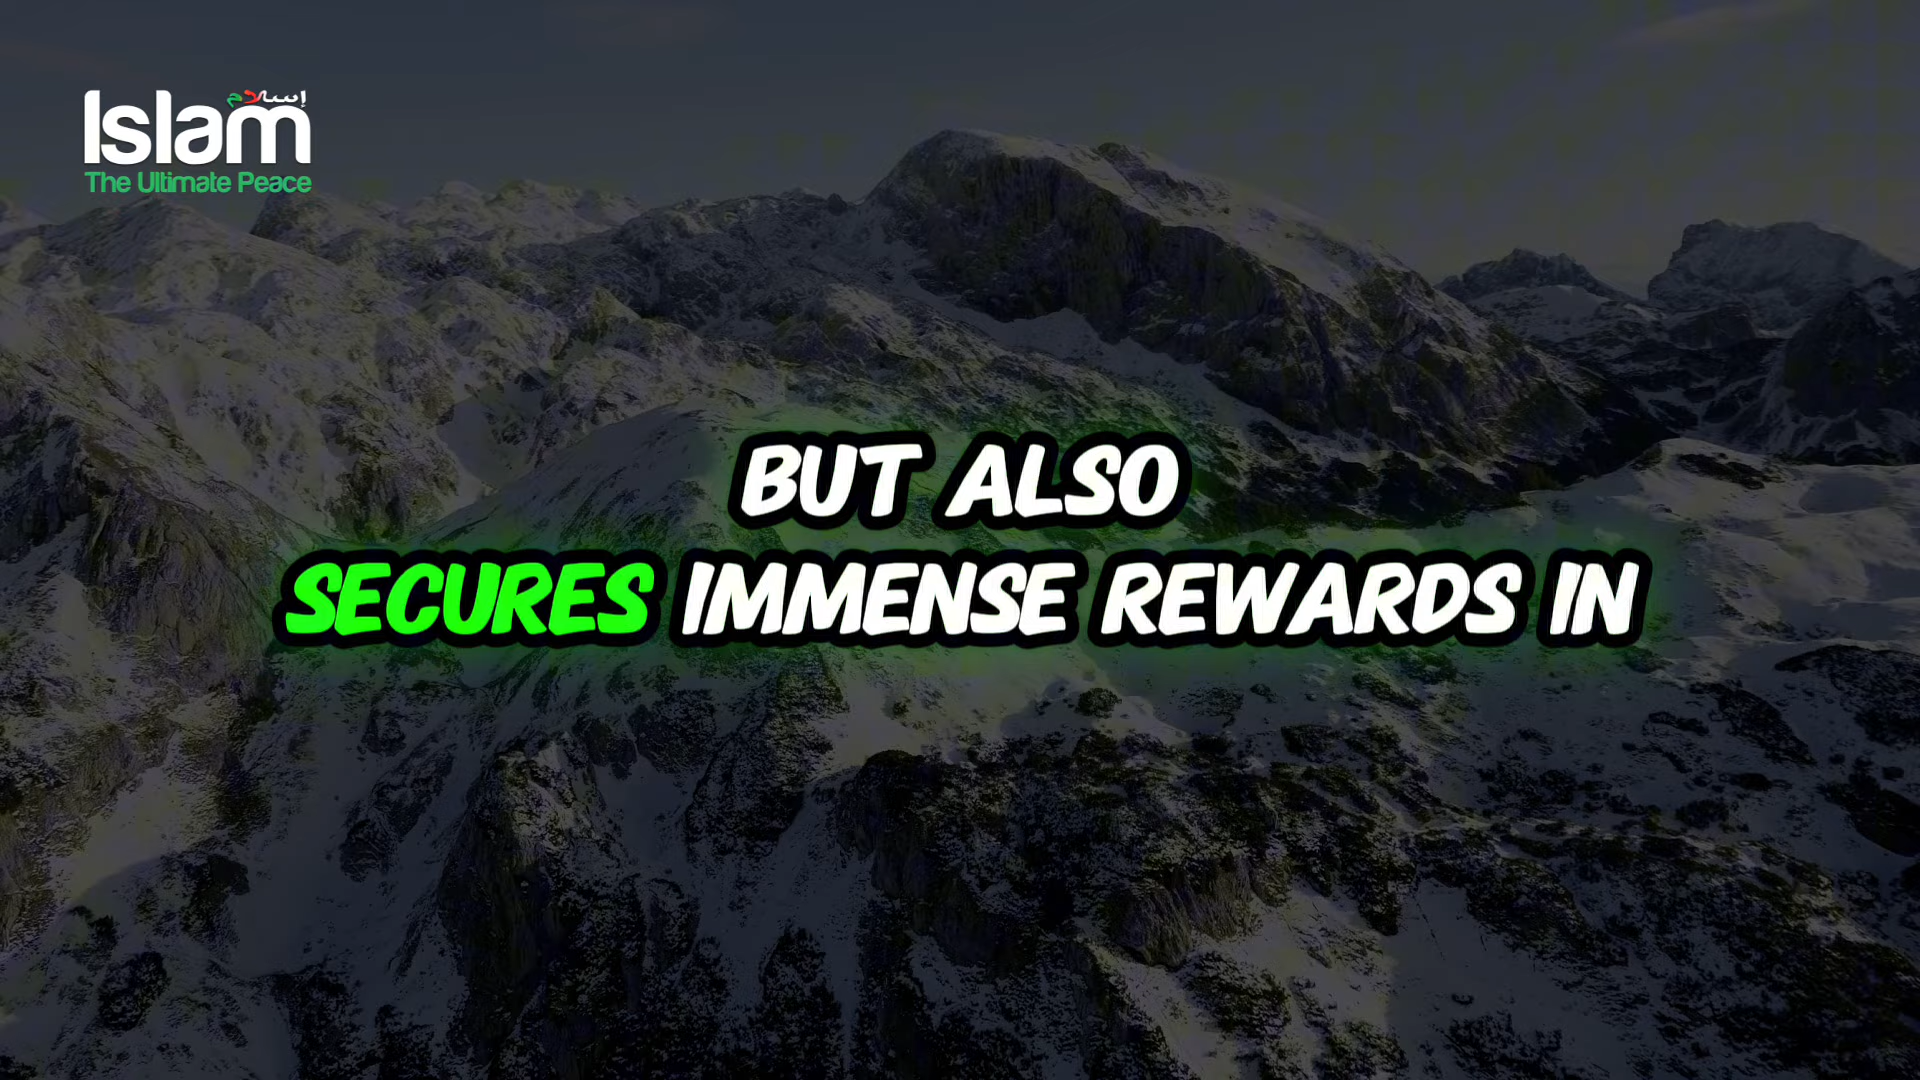 إسلام
Islam
The Ultimate Peace
BUT ALSO
SECURES IMMENSE REWARDS IN